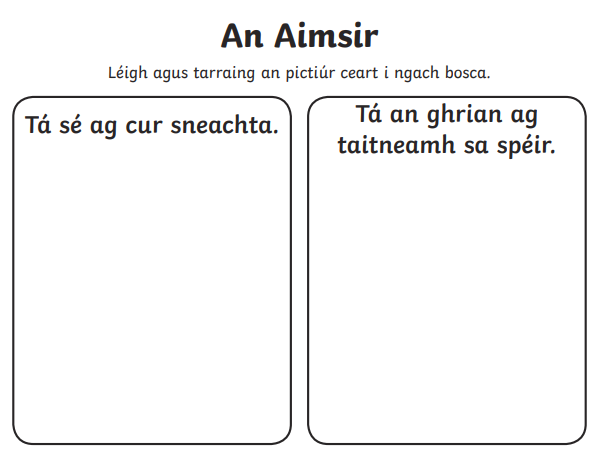 An Aimsir
Léigh agus tarraing an pictiúr ceart i ngach bosca.
Tá sé ag cur sneachta.
Tá an ghrian ag
taitneamh sa spéir.